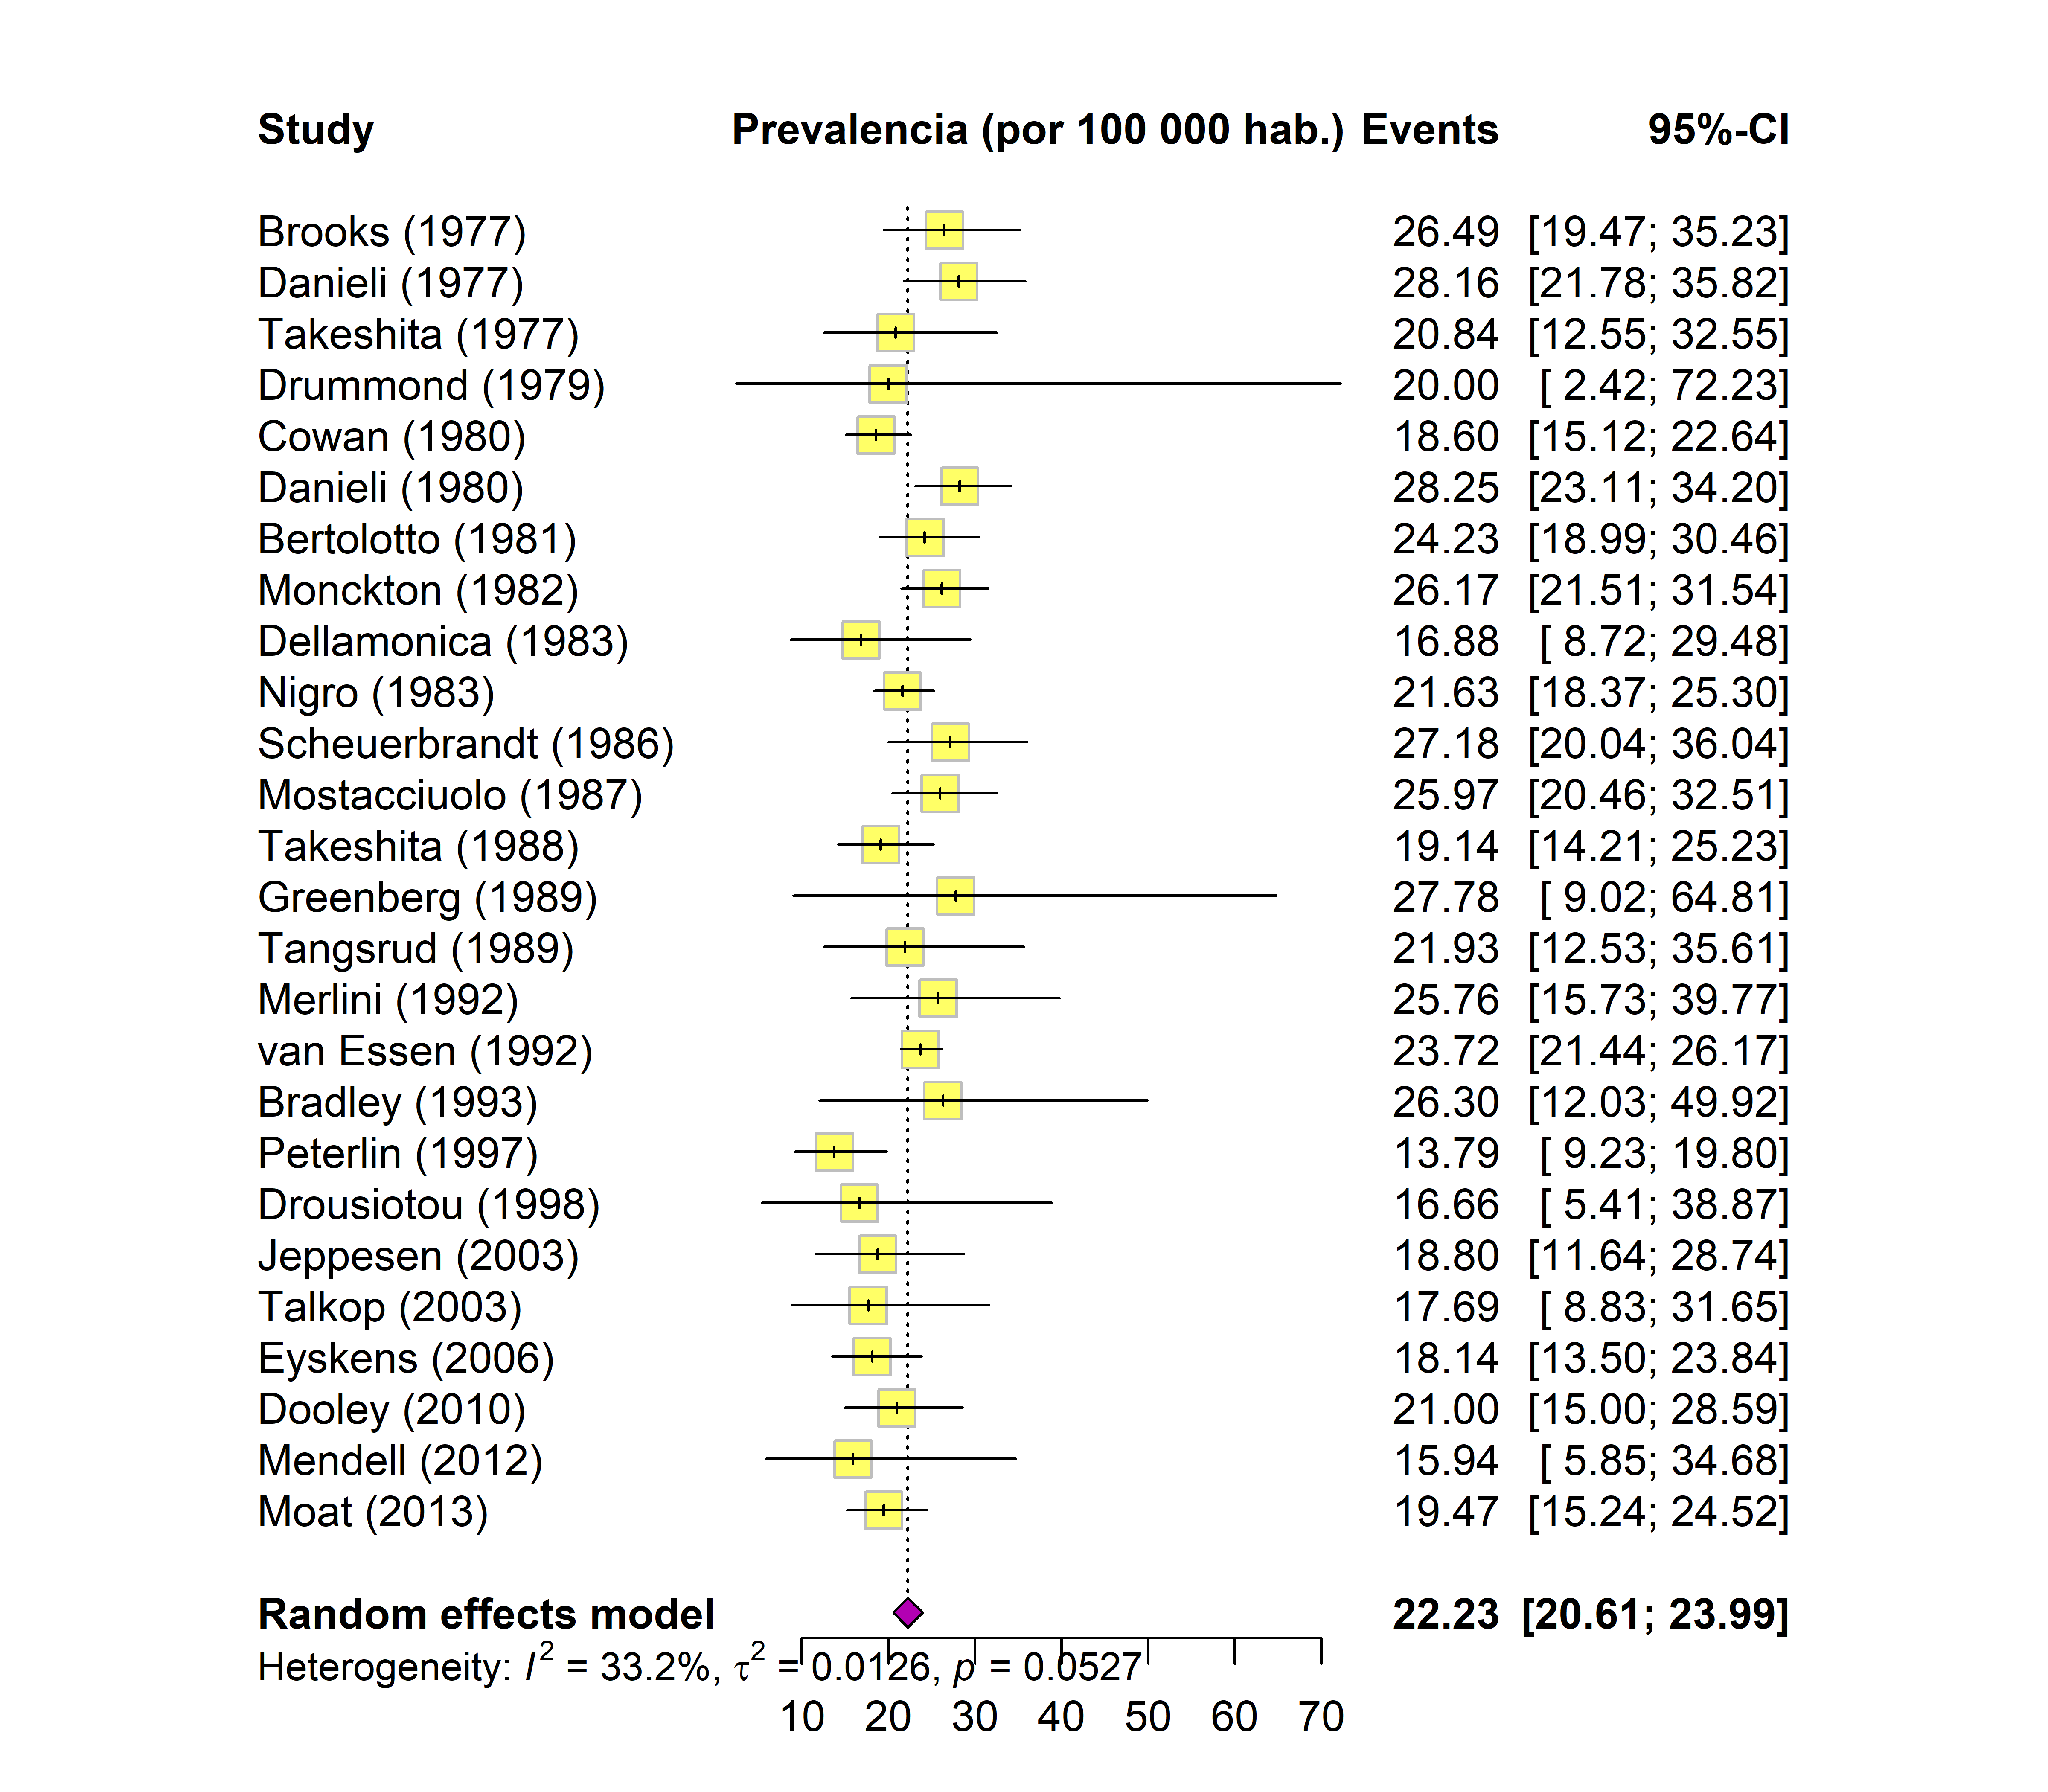 Study Prevalencia (por 100 000 hab.) Events 95%-CI
Brooks (1977) 26.49 [19.47; 35.23]
Danieli (1977) 28.16 [21.78; 35.82]
Takeshita (1977) 20.84 [12.55; 32.55]
Drummond (1979) 20.00 [ 2.42; 72.23]
Cowan (1980) 18.60 [15.12; 22.64]
Danieli (1980) 28.25 [23.11; 34.20]
Bertolotto (1981) 24.23 [18.99; 30.46]
Monckton (1982) 26.17 [21.51; 31.54]
Dellamonica (1983) 16.88 [ 8.72; 29.48]
Nigro (1983) 21.63 [18.37; 25.30]
Scheuerbrandt (1986) 27.18 [20.04; 36.04]
Mostacciuolo (1987) 25.97 [20.46; 32.51]
Takeshita (1988) 19.14 [14.21; 25.23]
Greenberg (1989) 27.78 [ 9.02; 64.81]
Tangsrud (1989) 21.93 [12.53; 35.61]
Merlini (1992) 25.76 [15.73; 39.77]
van Essen (1992) 23.72 [21.44; 26.17]
Bradley (1993) 26.30 [12.03; 49.92]
Peterlin (1997) 13.79 [ 9.23; 19.80]
Drousiotou (1998) 16.66 [ 5.41; 38.87]
Jeppesen (2003) 18.80 [11.64; 28.74]
Talkop (2003) 17.69 [ 8.83; 31.65]
Eyskens (2006) 18.14 [13.50; 23.84]
Dooley (2010) 21.00 [15.00; 28.59]
Mendell (2012) 15.94 [ 5.85; 34.68]
Moat (2013) 19.47 [15.24; 24.52]
Random effects model 22.23 [20.61; 23.99]
Heterogeneity: I² = 33.2%, τ² = 0.0126, p = 0.0527
10 20 30 40 50 60 70